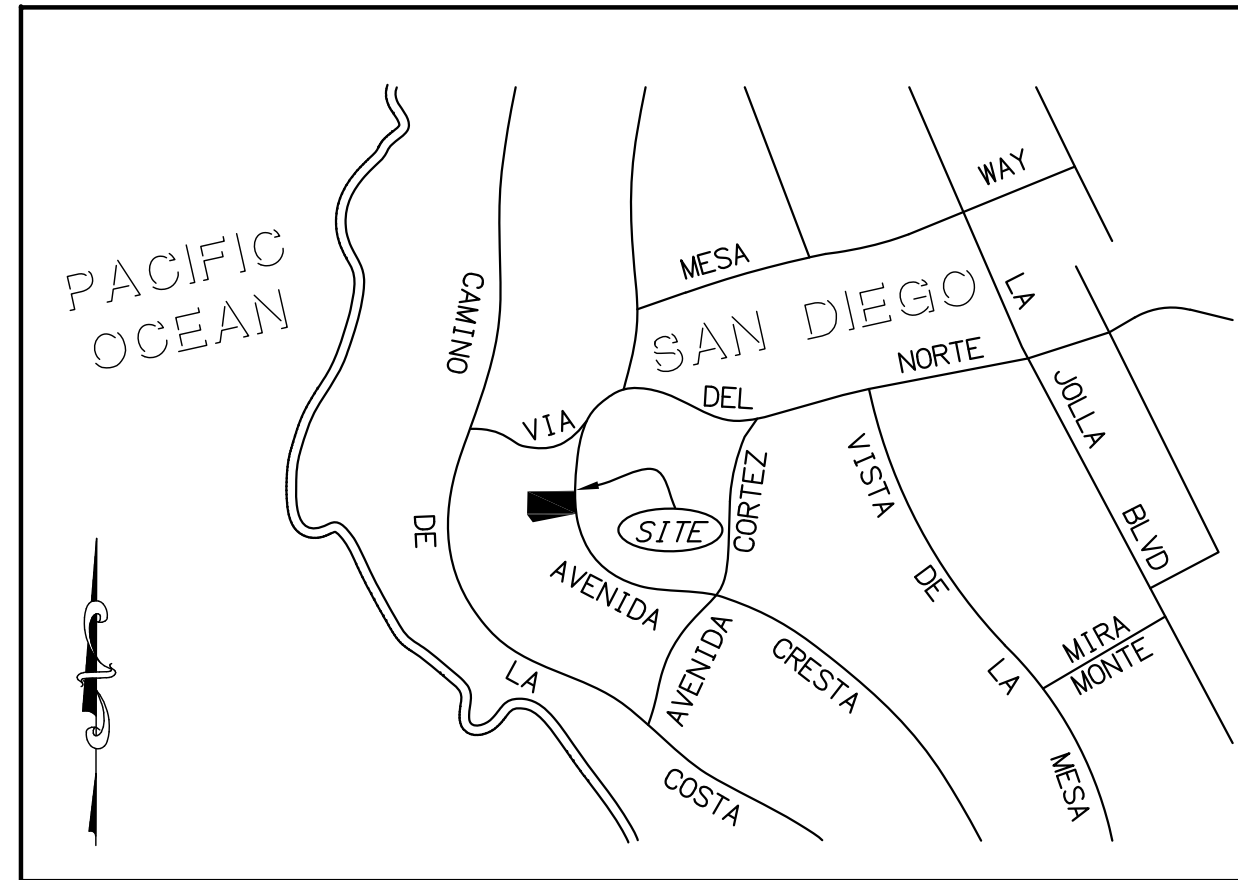 PACIFIC
OCEAN
WAY
MESA
SAN DIEGO
LA
JOLLA
BLVD
CAMINO
DE
LA
COSTA
VIA
DEL
NORTE
SITE
CORTEZ
AVENIDA
AVENIDA
CRESTA
VISTA
DE
LA
MESA
MIRA
MONTE